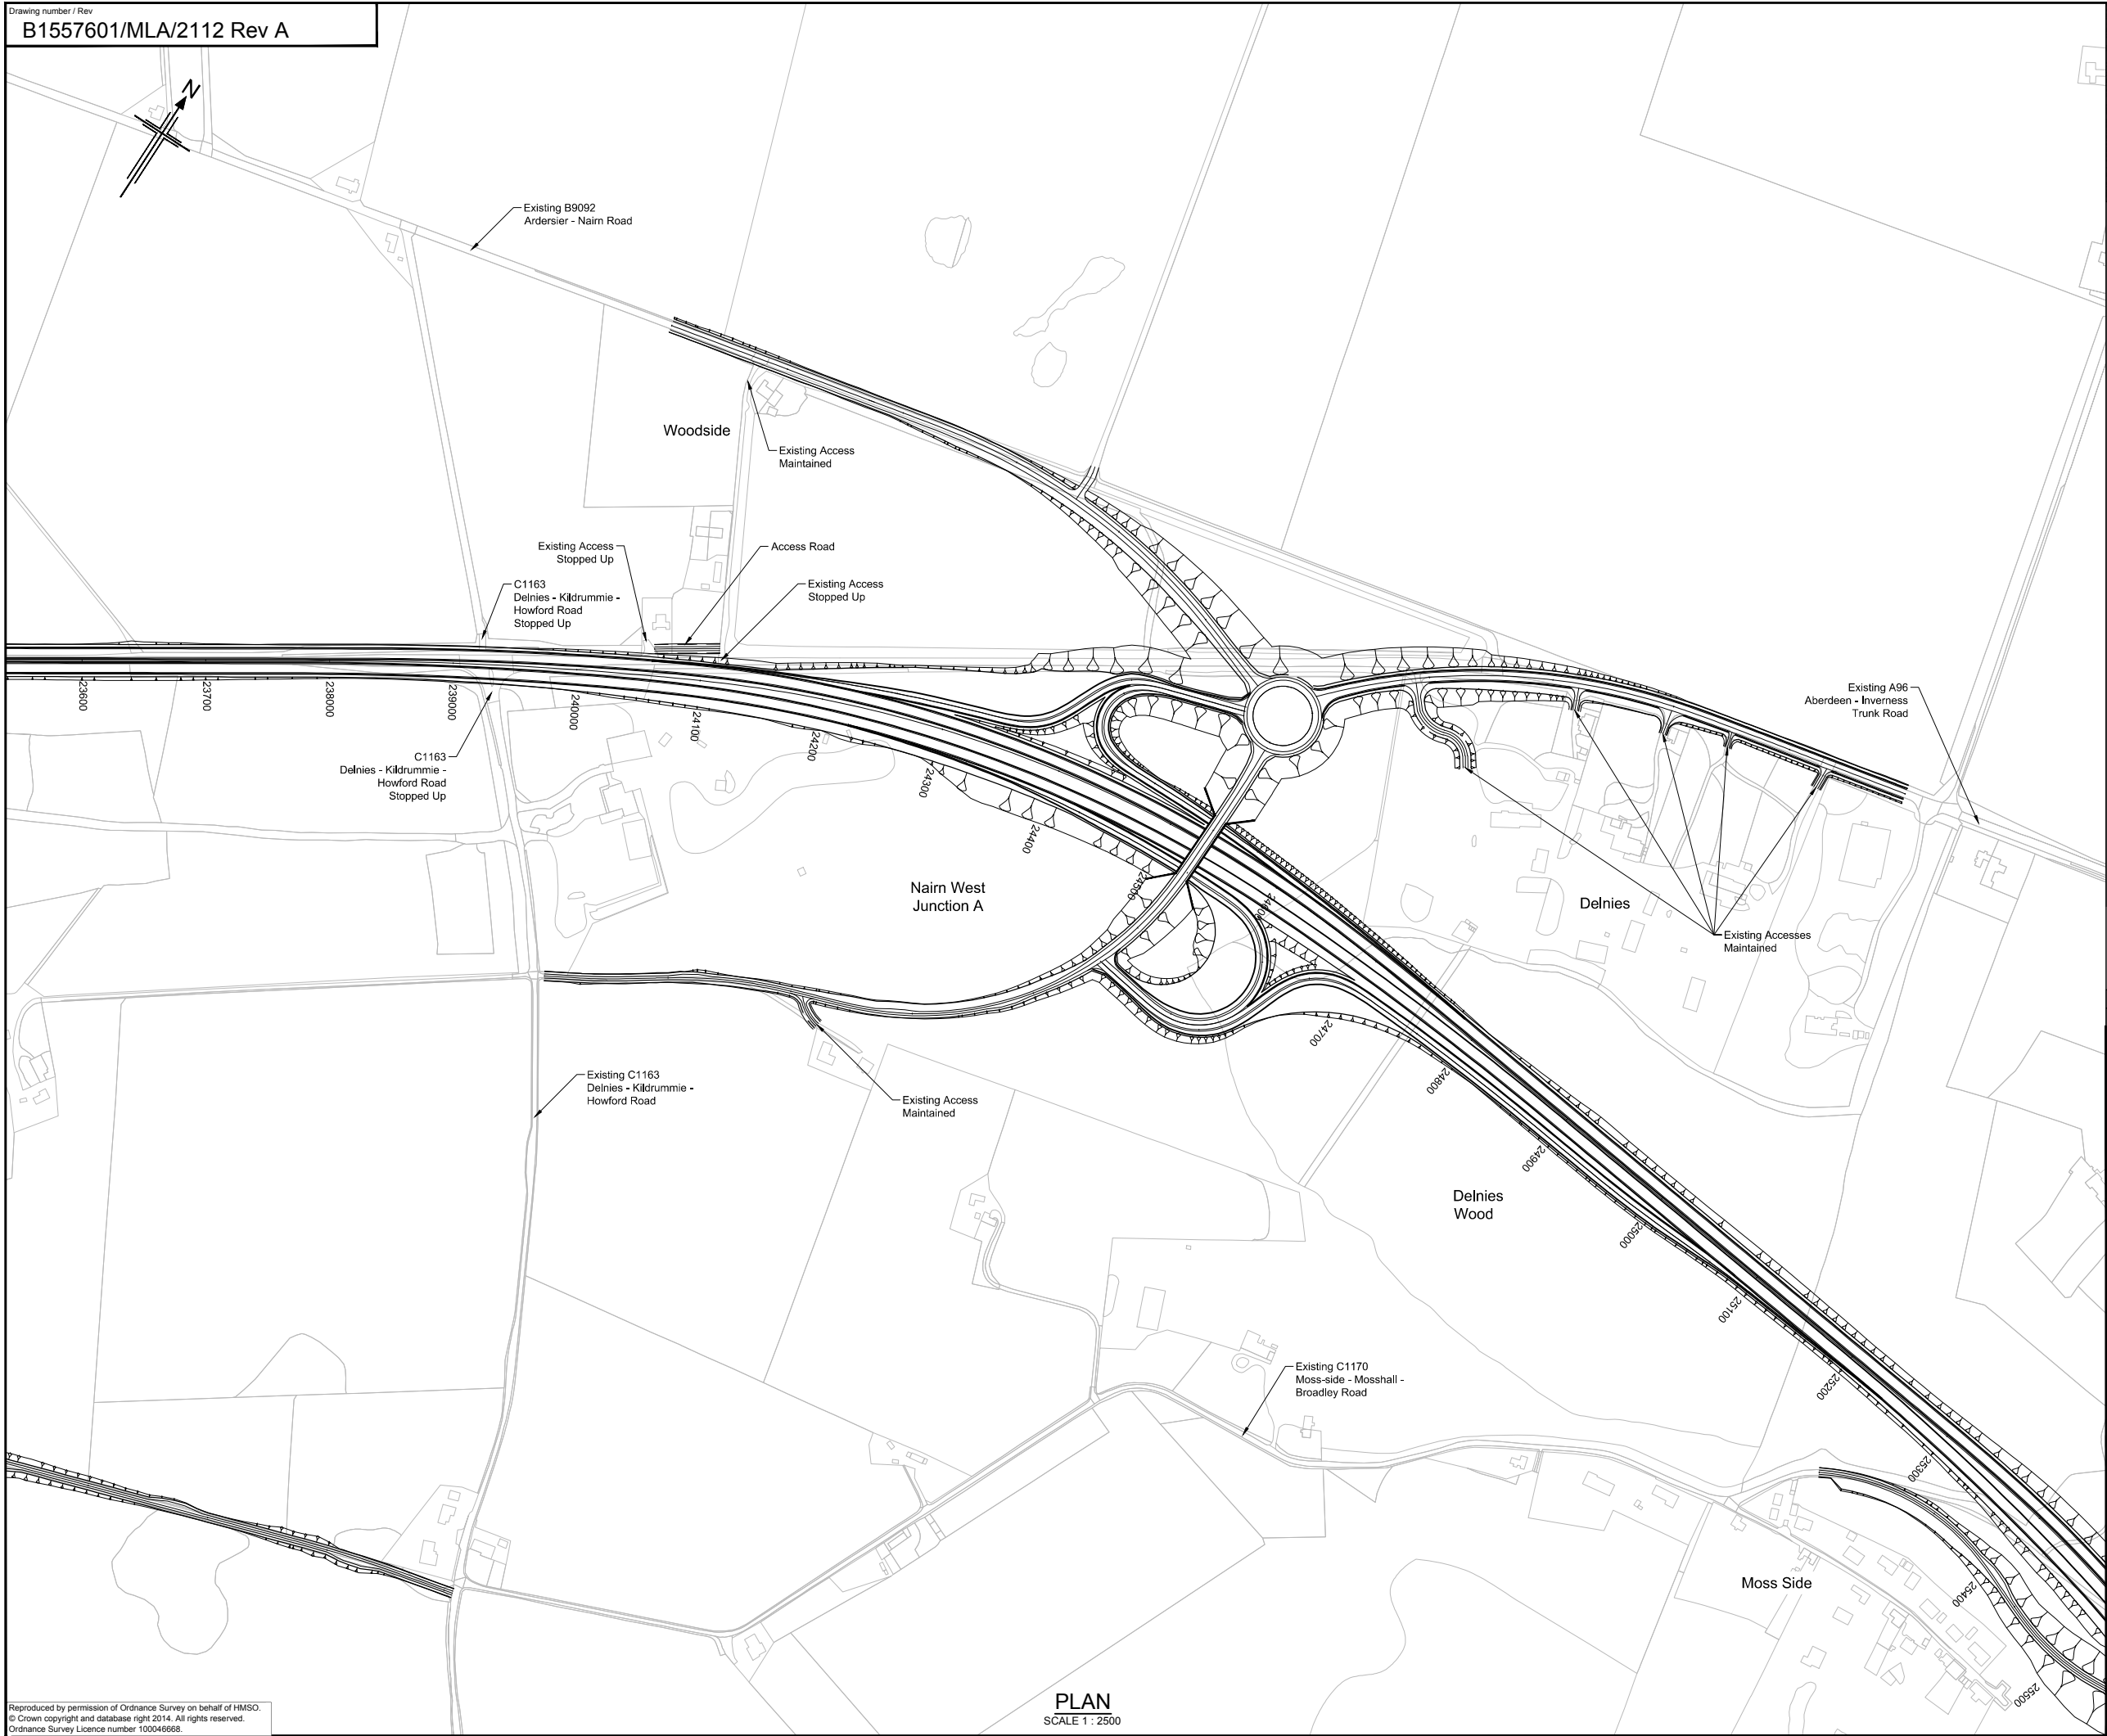 Drawing number / Rev
B1557601/MLA/2112 Rev A
N
Existing B9092
Ardersier - Nairn Road
Woodside
Existing Access
Maintained
Existing Access
Stopped Up
Access Road
C1163
Delnies - Kildrummie -
Howford Road
Stopped Up
Existing Access
Stopped Up
Existing A96
Aberdeen - Inverness
Trunk Road
23600
23700
238000
239000
240000
24100
24200
24300
24400
24500
24600
24700
24800
24900
25000
25100
25200
25300
25400
25500
C1163
Delnies - Kildrummie -
Howford Road
Stopped Up
Nairn West
Junction A
Delnies
Existing Accesses
Maintained
Existing C1163
Delnies - Kildrummie -
Howford Road
Existing Access
Maintained
Delnies
Wood
Existing C1170
Moss-side - Mosshall -
Broadley Road
Moss Side
PLAN
SCALE 1 : 2500
Reproduced by permission of Ordnance Survey on behalf of HMSO.
© Crown copyright and database right 2014. All rights reserved.
Ordnance Survey Licence number 100046668.